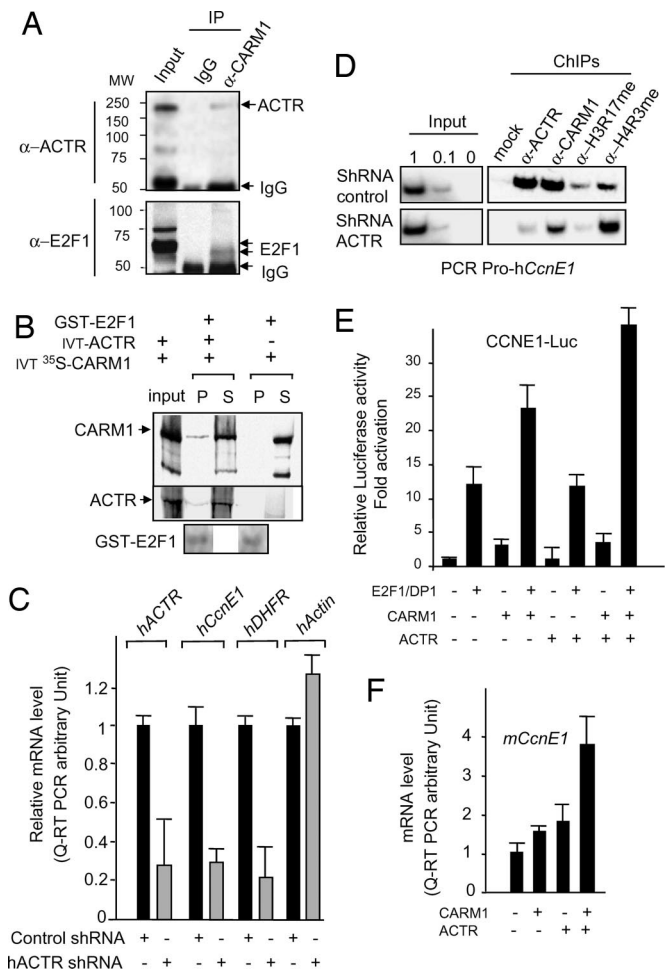 A
IP
Input
IgG
α-CARM1
MW
250
150
100
75
50
α-ACTR
ACTR
IgG
100
75
50
α-E2F1
E2F1
IgG
B
GST-E2F1 + +
IVT-ACTR + + -
IVT 35S-CARM1 + + +
input P S P S
CARM1
ACTR
GST-E2F1
C
hACTR hCcnE1 hDHFR hActin
Relative mRNA level
(Q-RT PCR arbitrary Unit)
1.2
1
0.8
0.6
0.4
0.2
0
Control shRNA + - + - + - + -
hACTR shRNA - + - + - + - +
D
ChIPs
Input
1 0.1 0
mock
α-ACTR
α-CARM1
α-H3R17me
α-H4R3me
ShRNA
control
ShRNA
ACTR
PCR Pro-hCcnE1
E
CCNE1-Luc
Relative Luciferase activity
Fold activation
30
25
20
15
10
5
0
E2F1/DP1 - + - + - + - +
CARM1 - - + + - - + +
ACTR - - - - + + + +
F
mCcnE1
mRNA level
(Q-RT PCR arbitrary Unit)
4
3
2
1
0
CARM1 - + - +
ACTR - - + +